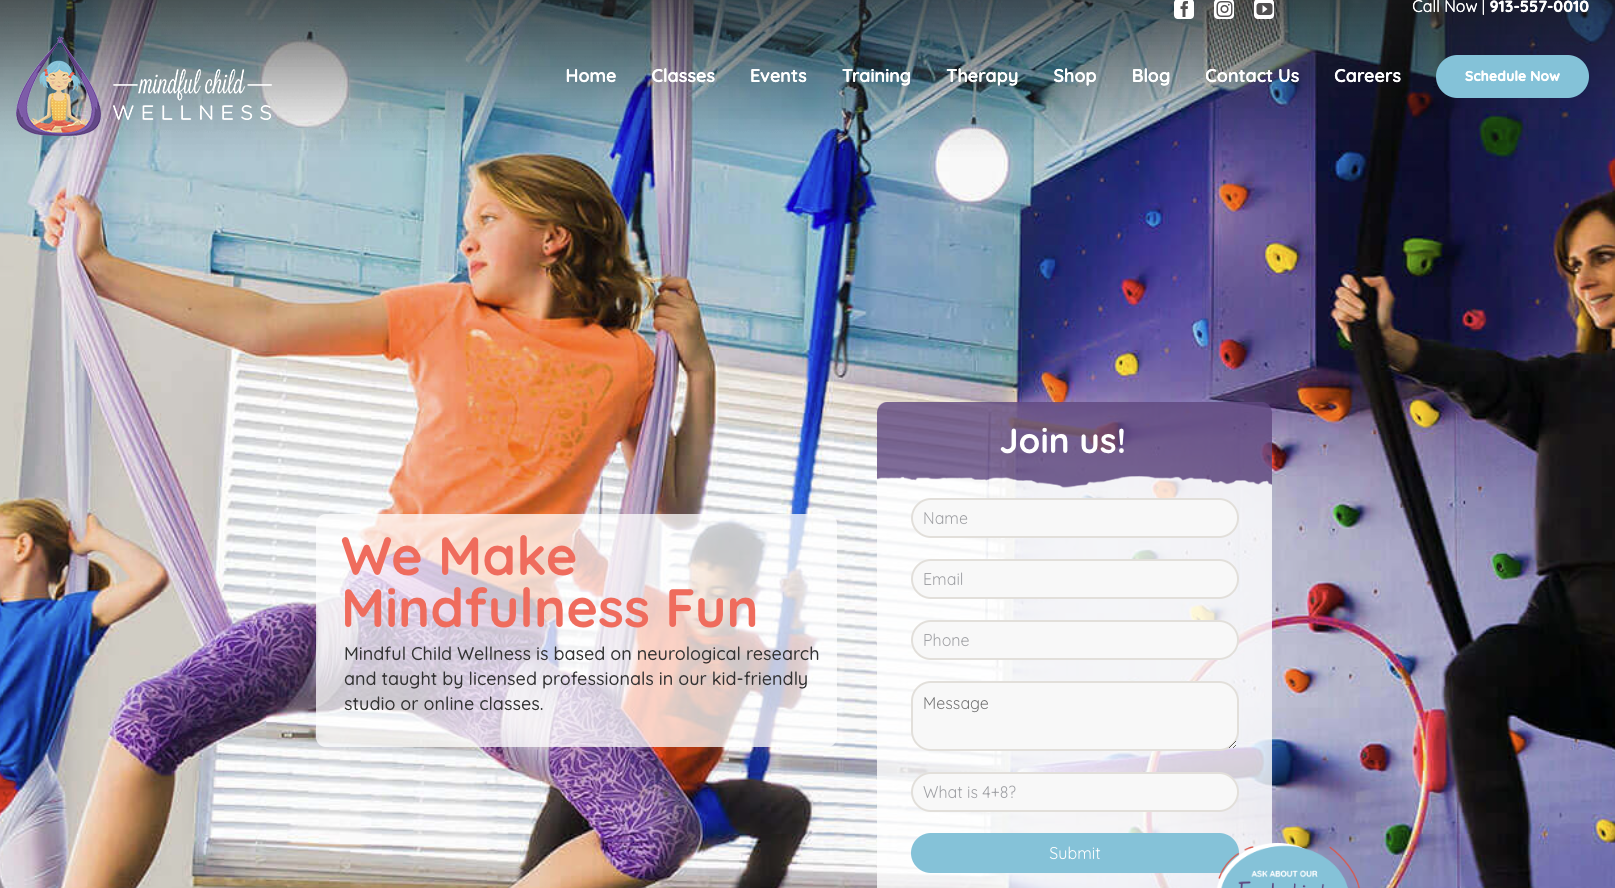 Call Now | 913-557-0010
mindful child
WELLNESS
Home Classes Events Training Therapy Shop Blog Contact Us Careers Schedule Now
Join us!
Name
Email
Phone
Message
What is 4+8?
Submit
We Make
Mindfulness Fun
Mindful Child Wellness is based on neurological research
and taught by licensed professionals in our kid-friendly
studio or online classes.
ASK ABOUT OUR